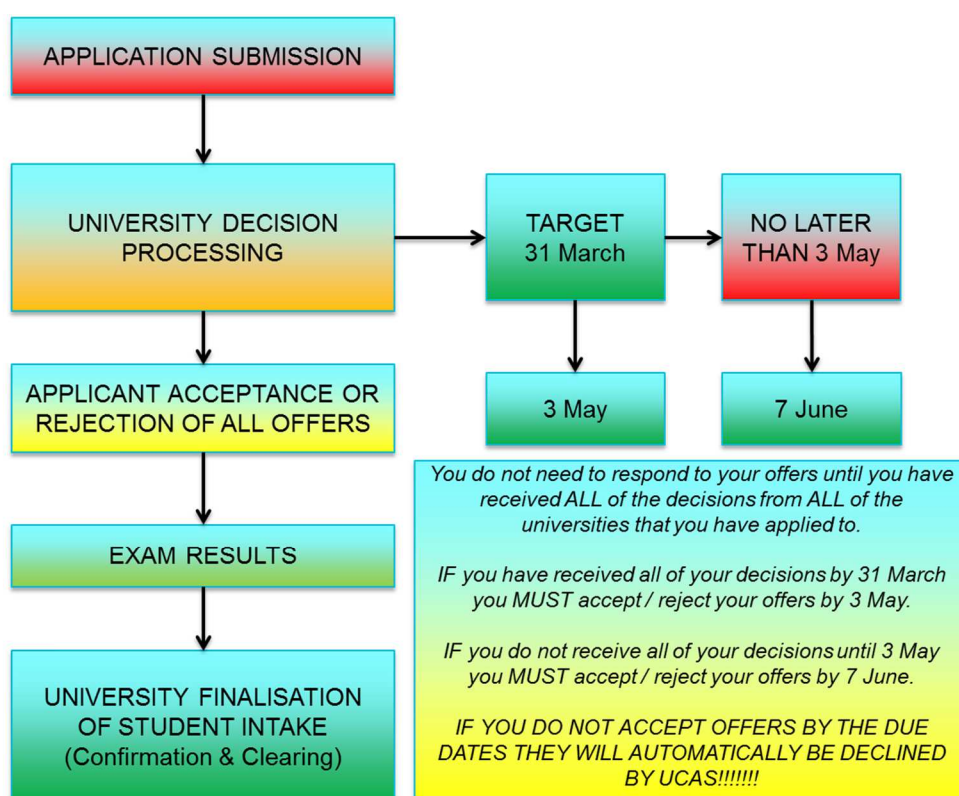 APPLICATION SUBMISSION
UNIVERSITY DECISION
PROCESSING
TARGET
31 March
NO LATER
THAN 3 May
APPLICANT ACCEPTANCE OR
REJECTION OF ALL OFFERS
3 May
7 June
EXAM RESULTS
UNIVERSITY FINALISATION
OF STUDENT INTAKE
(Confirmation & Clearing)
You do not need to respond to your offers until you have
received ALL of the decisions from ALL of the
universities that you have applied to.
IF you have received all of your decisions by 31 March
you MUST accept / reject your offers by 3 May.
IF you do not receive all of your decisions until 3 May
you MUST accept / reject your offers by 7 June.
IF YOU DO NOT ACCEPT OFFERS BY THE DUE
DATES THEY WILL AUTOMATICALLY BE DECLINED
BY UCAS!!!!!!!